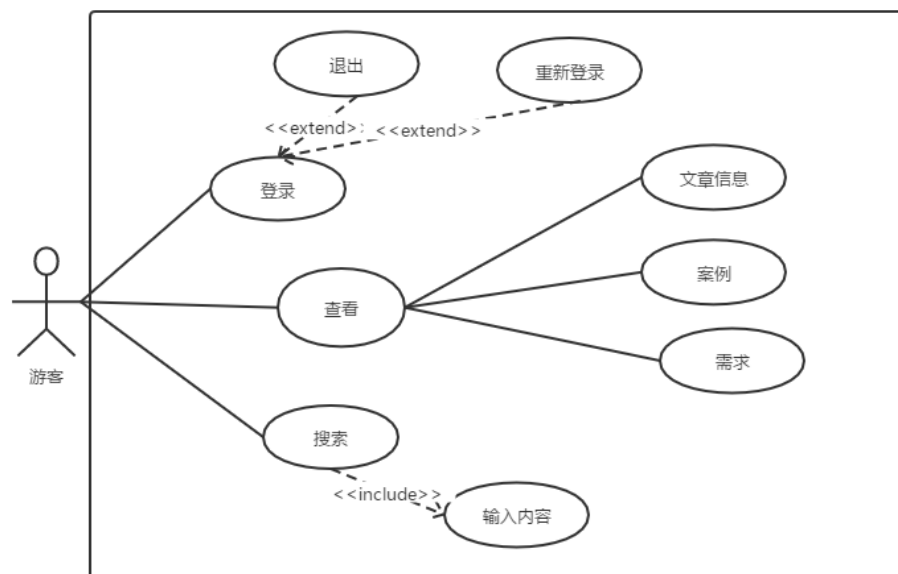 退出
重新登录
<<extend>>
<<extend>>
登录
文章信息
案例
查看
需求
游客
搜索
<<include>>
输入内容